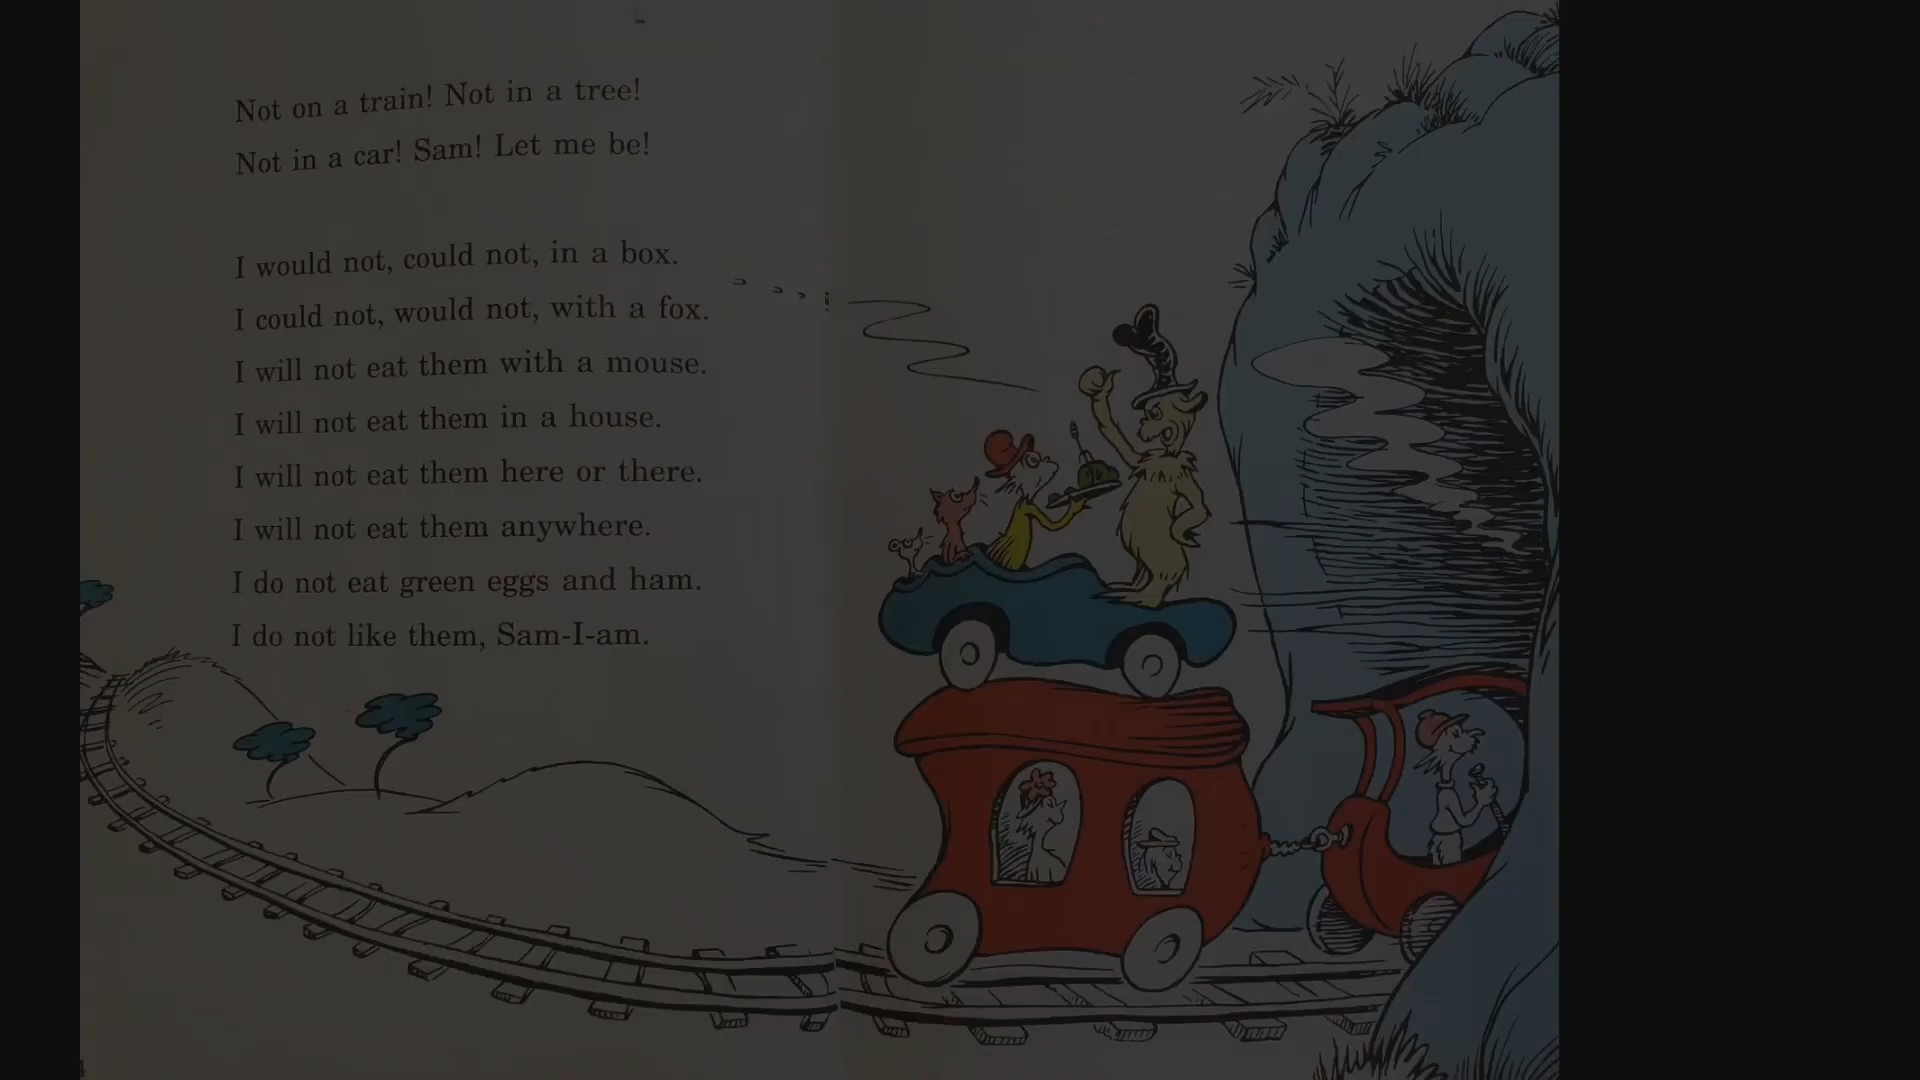 Not on a train! Not in a tree!
Not in a car! Sam! Let me be!
I would not, could not, in a box.
I could not, would not, with a fox.
I will not eat them with a mouse.
I will not eat them in a house.
I will not eat them here or there.
I will not eat them anywhere.
I do not eat green eggs and ham.
I do not like them, Sam-I-am.